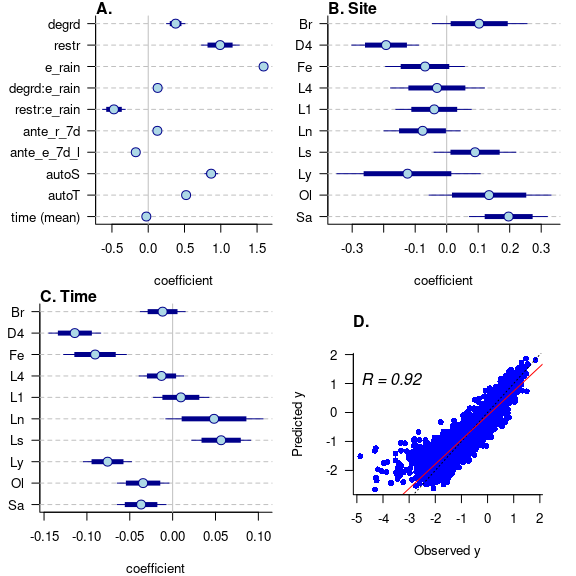 A.
degrd
restr
e_rain
degrd:e_rain
restr:e_rain
ante_r_7d
ante_e_7d_l
autoS
autoT
time (mean)
-0.5 0.0 0.5 1.0 1.5
coefficient
B. Site
Br
D4
Fe
L4
L1
Ln
Ls
Ly
Ol
Sa
-0.3 -0.1 0.0 0.1 0.3
coefficient
C. Time
Br
D4
Fe
L4
L1
Ln
Ls
Ly
Ol
Sa
-0.15 -0.10 -0.05 0.00 0.05 0.10
coefficient
D.
R = 0.92
Predicted y
2
1
0
-1
-2
-5 -4 -3 -2 -1 0 1 2
Observed y